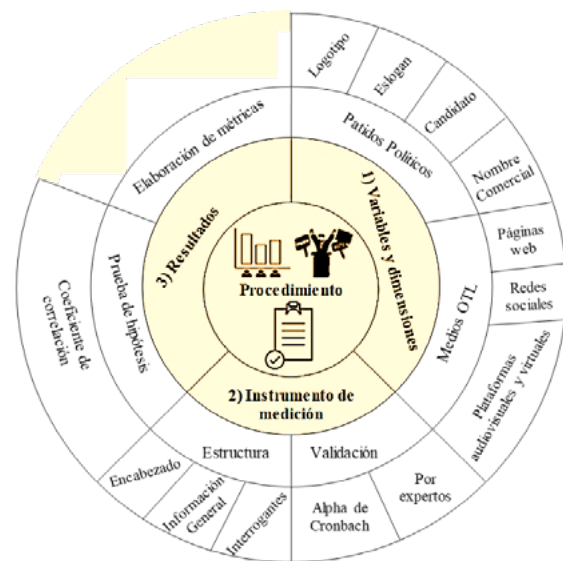 Procedimiento
1) Variables y dimensiones
Patidos Políticos
Logotipo
Eslogan
Candidato
Nombre
Comercial
Medios OTL
Páginas
web
Redes
sociales
Plataformas
audiovisuales y virtuales
2) Instrumento de
medición
Validación
Por
expertos
Alpha de
Cronbach
Estructura
Interrogantes
Información
General
Encabezado
3) Resultados
Prueba de hipótesis
Coeficiente de
correlación
Elaboración de métricas